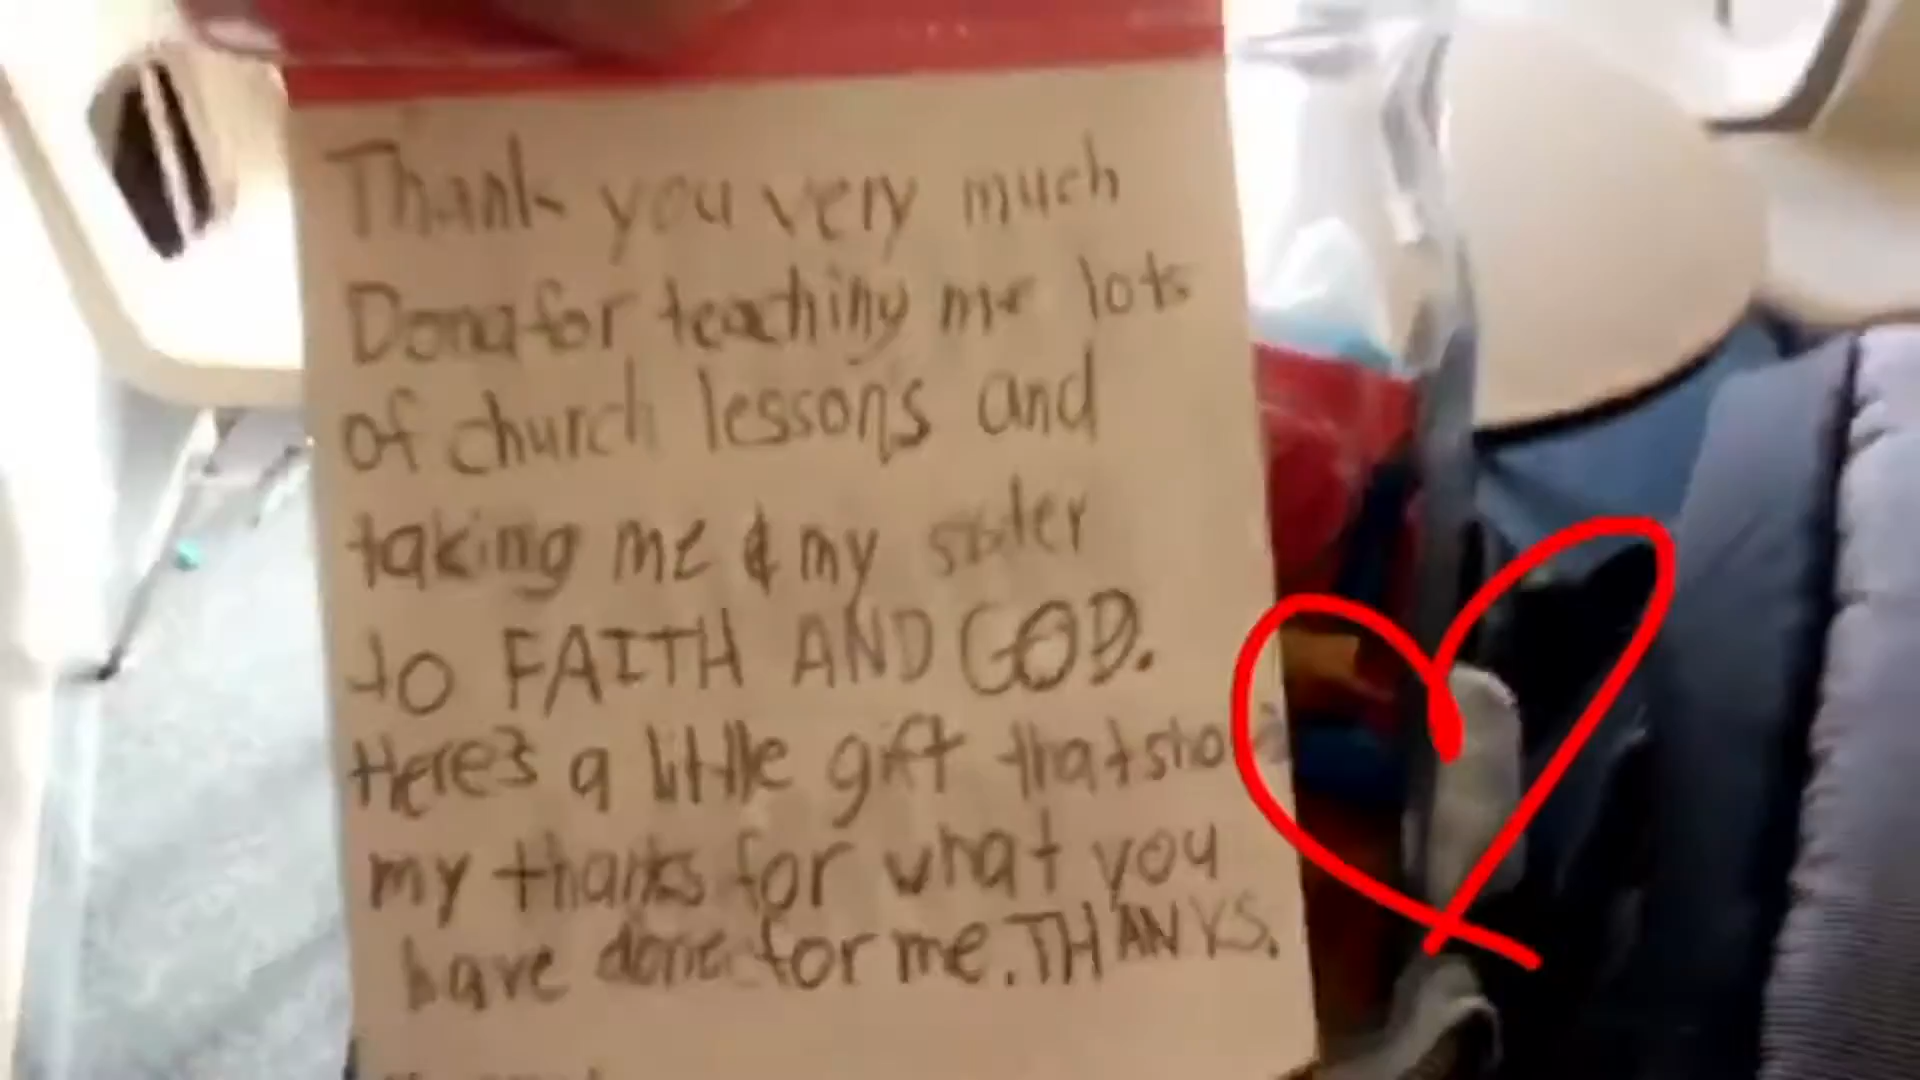 Thank you very much
Dona for teaching me lots
of church lessons and
taking me & my sister
to FAITH AND GOD.
Here's a little gift that
my thanks for what you
have done for me. THANKS.